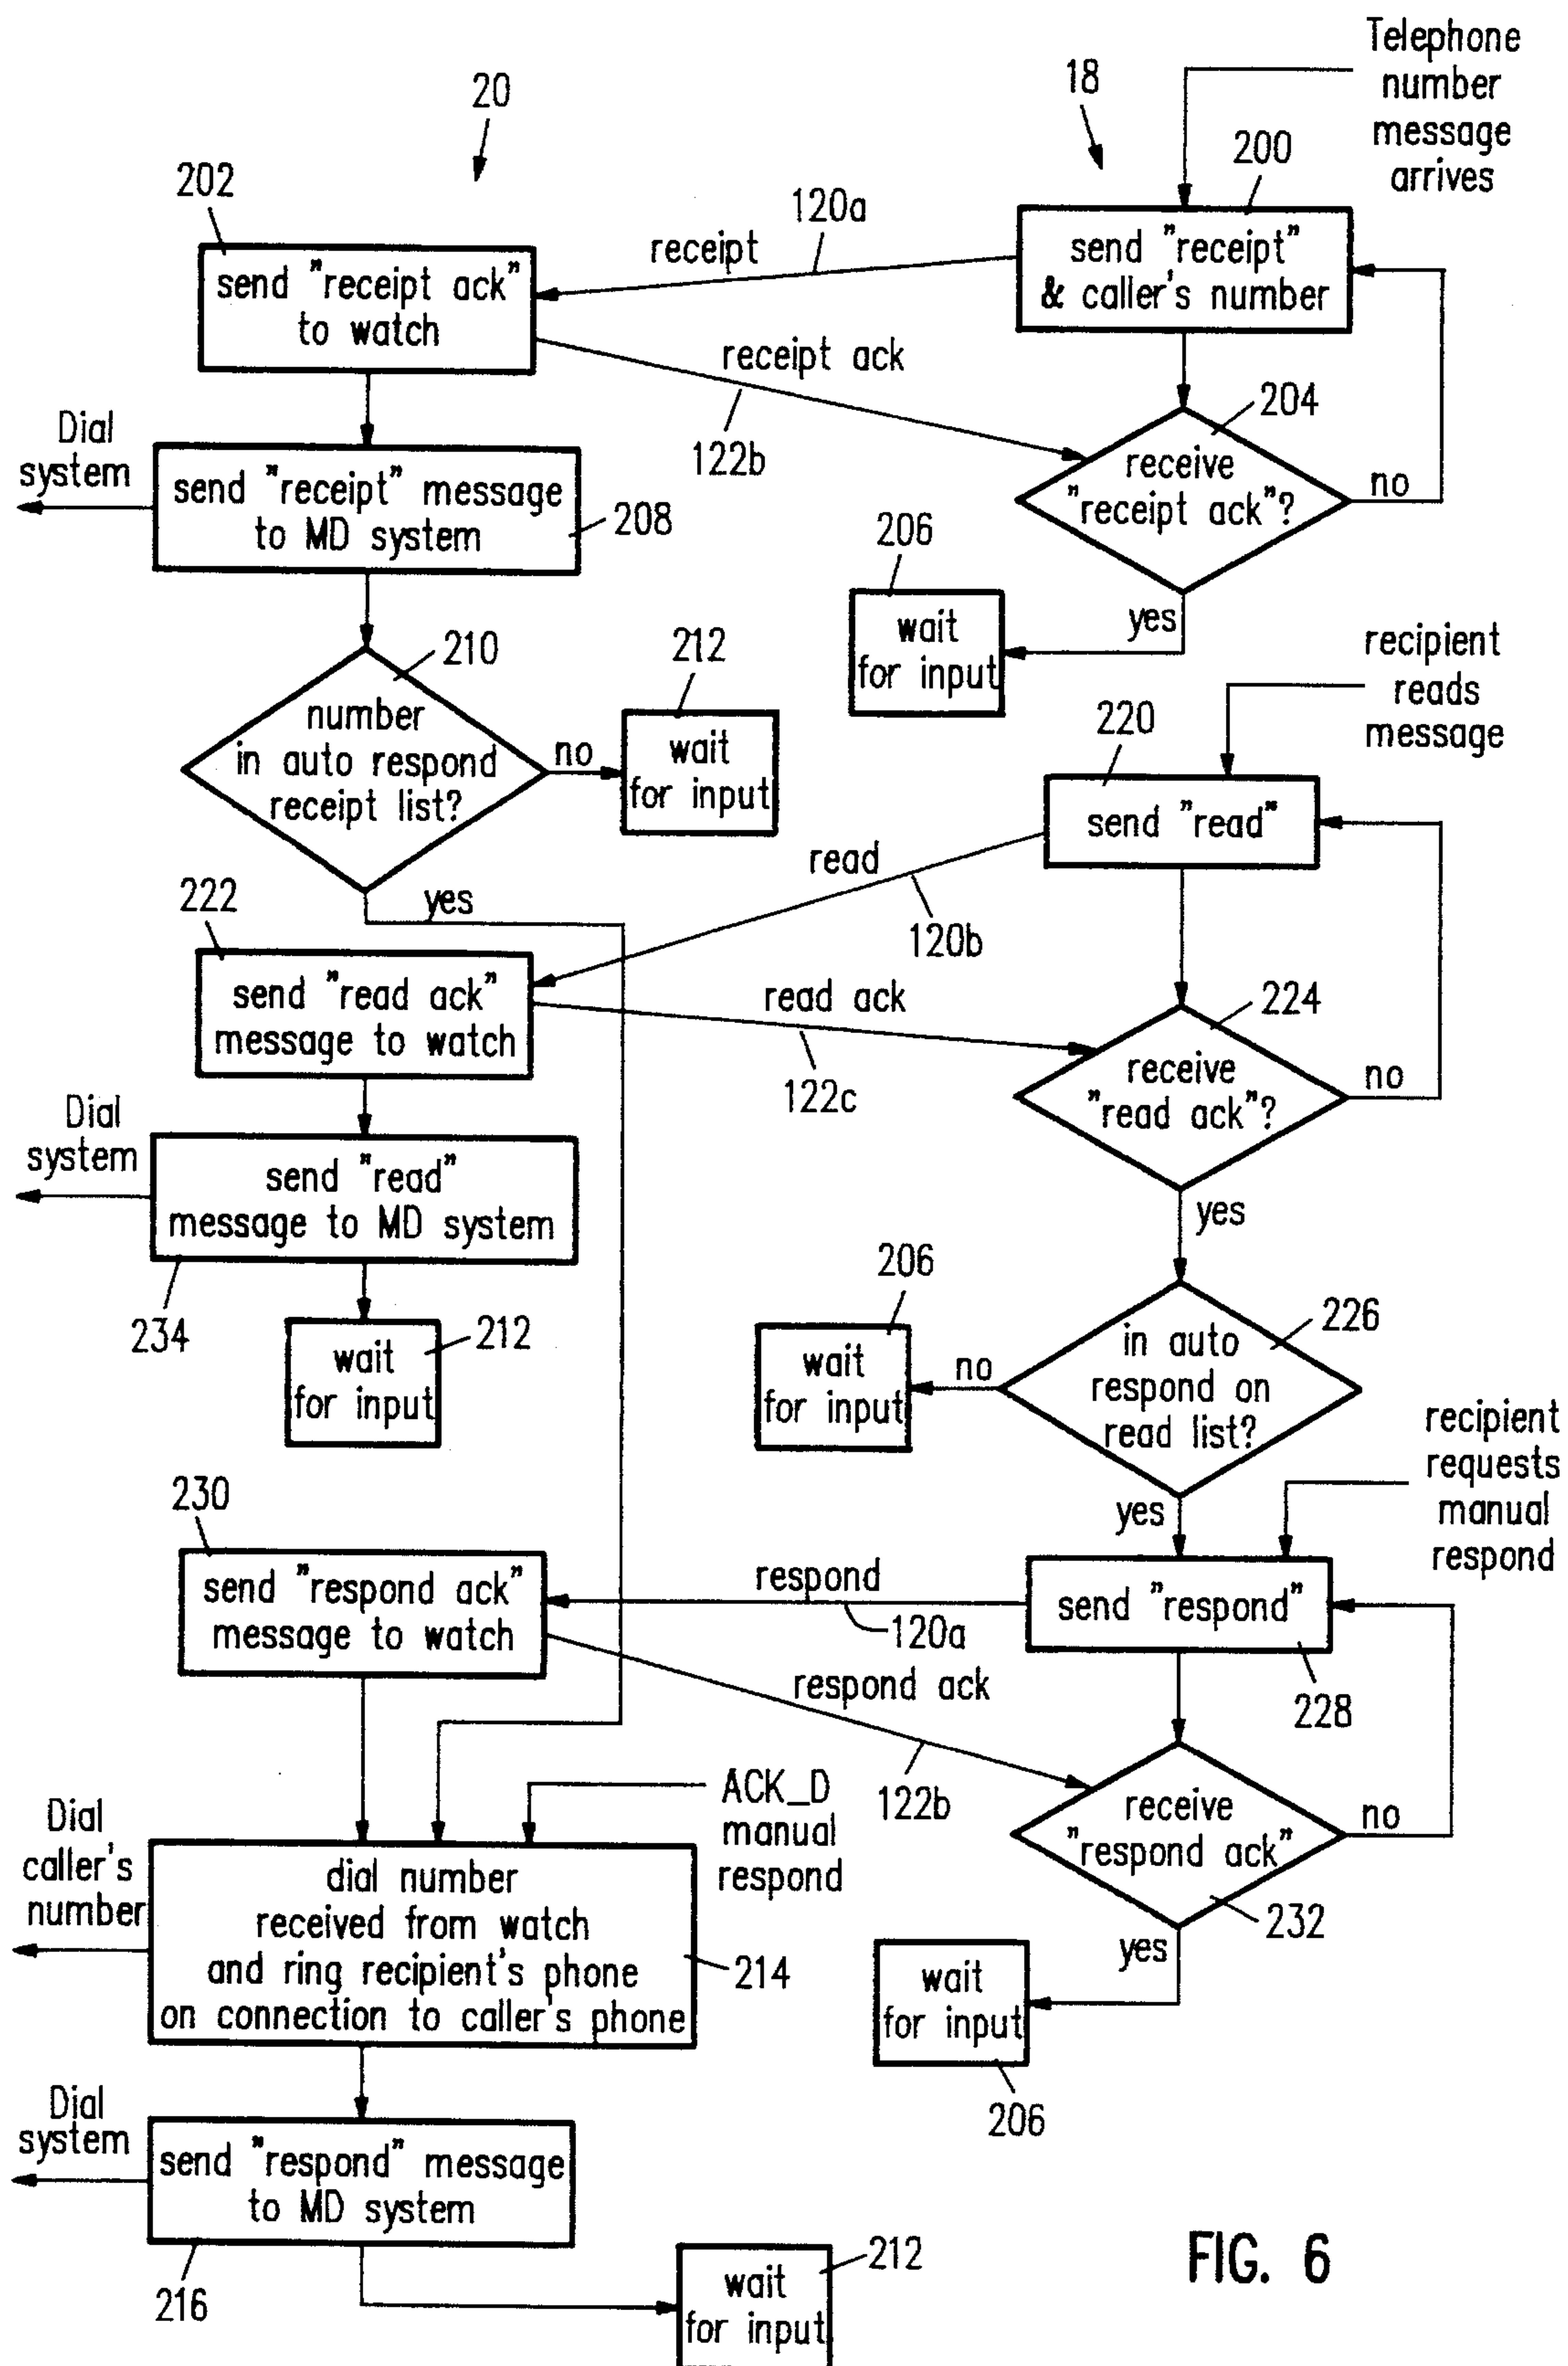 Telephone
number
message
arrives
20
18
200
202
120a
receipt
send "receipt"
& caller's number
send "receipt ack"
to watch
receipt ack
122b
204
Dial
system
receive
"receipt ack"?
no
send "receipt" message
to MD system
208
206
wait
for input
yes
recipient
reads
message
210
212
number
in auto respond
receipt list?
no
wait
for input
220
send "read"
read
120b
yes
222
send "read ack"
message to watch
read ack
122c
224
receive
"read ack"?
no
Dial
system
send "read"
message to MD system
yes
234
212
wait
for input
206
wait
for input
no
226
in auto
respond on
read list?
recipient
requests
manual
respond
yes
230
send "respond ack"
message to watch
respond
120a
send "respond"
228
respond ack
122b
receive
"respond ack"
no
232
yes
ACK_D
manual
respond
Dial
caller's
number
dial number
received from watch
and ring recipient's phone
on connection to caller's phone
214
wait
for input
206
Dial
system
send "respond" message
to MD system
216
212
wait
for input
FIG. 6